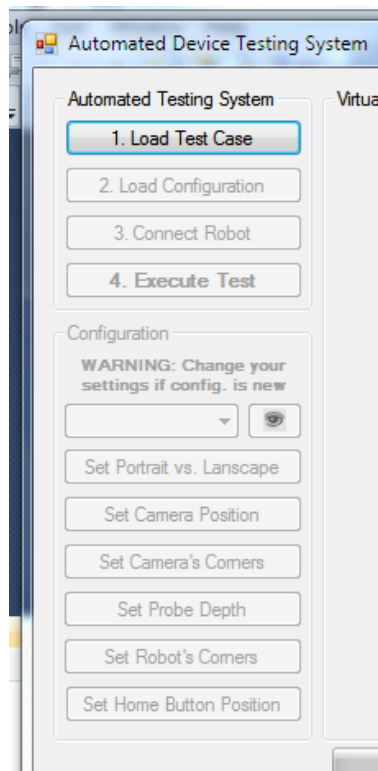 Automated Device Testing System
Automated Testing System
Virtua
1. Load Test Case
2. Load Configuration
3. Connect Robot
4. Execute Test
Configuration
WARNING: Change your
settings if config. is new
Set Portrait vs. Lanscape
Set Camera Position
Set Camera's Corners
Set Probe Depth
Set Robot's Corners
Set Home Button Position